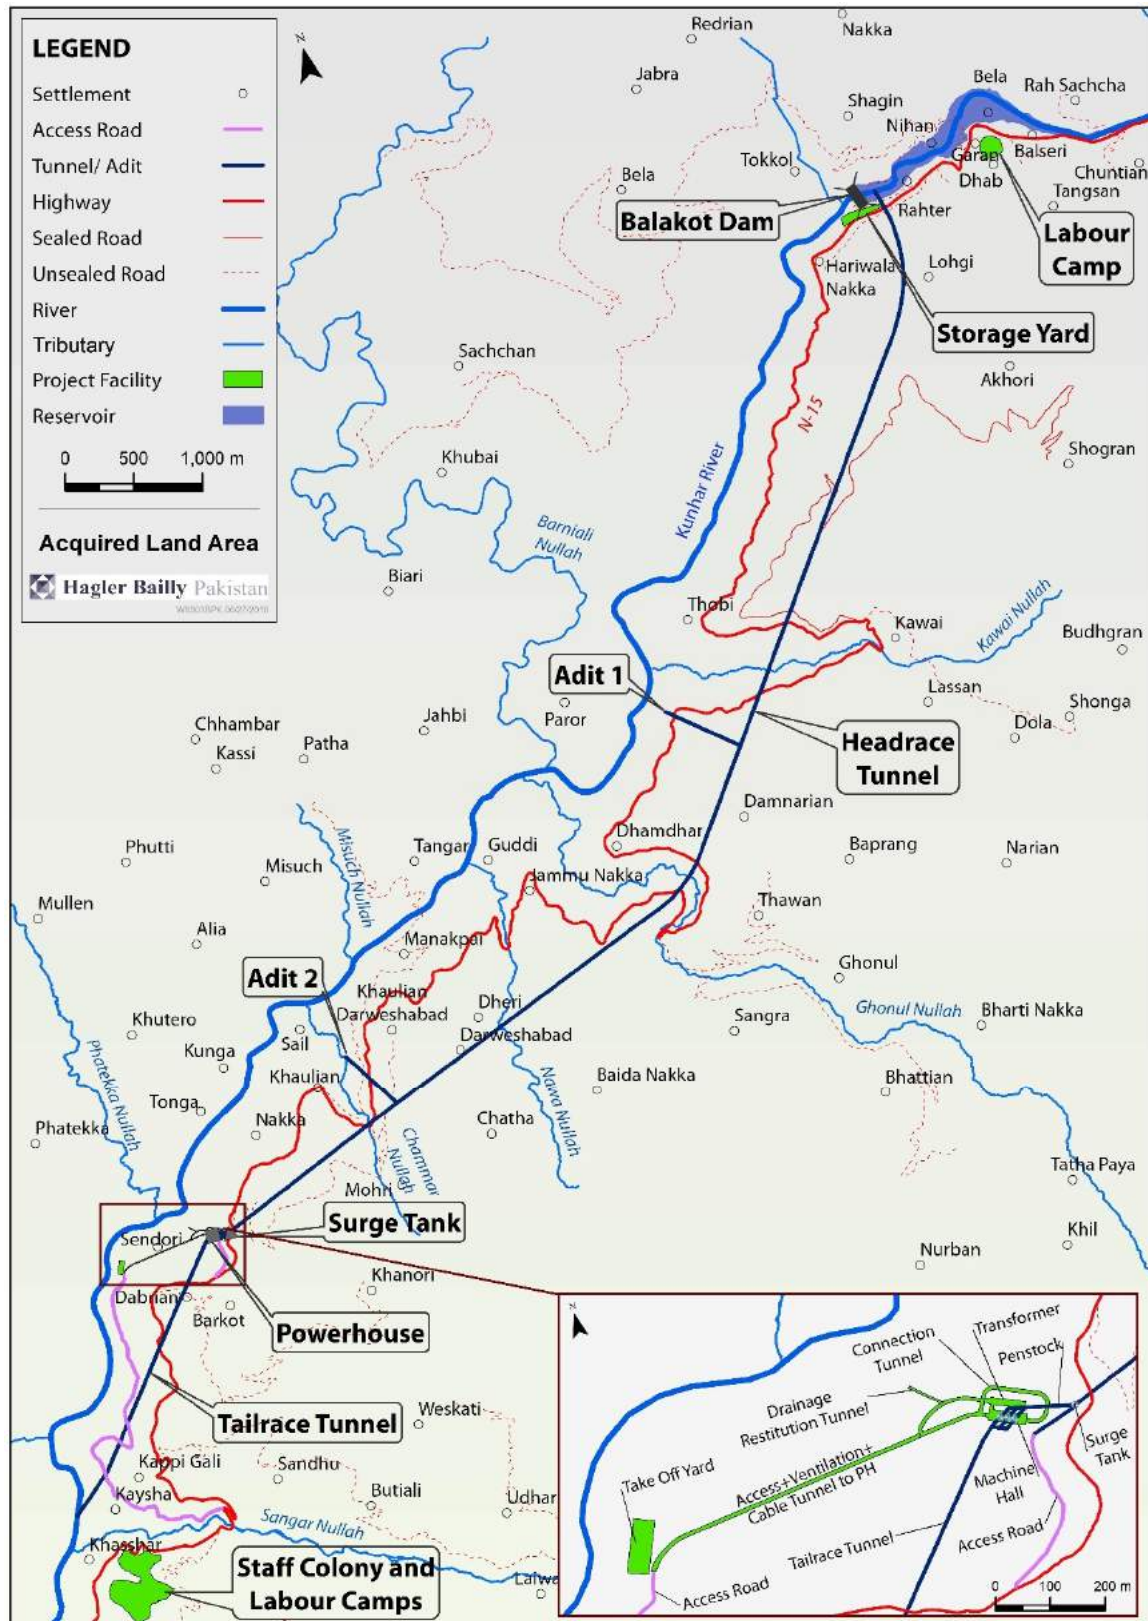 LEGEND
Settlement
Access Road
Tunnel/ Adit
Highway
Sealed Road
Unsealed Road
River
Tributary
Project Facility
Reservoir
0 500 1,000 m
Acquired Land Area
Hagler Bailly Pakistan
N
Redrian
Nakka
Jabra
Bela
Rah Sachcha
Shagin
Nihan
Tokkol
Garan
Balseri
Dhab
Chuntian
Bela
Tangsan
Balakot Dam
Rahter
Labour
Camp
Hariwala
Nakka
Lohgi
Storage Yard
Sachchan
Akhori
N-15
Shogran
Khubai
Kunhar River
Barniali
Nullah
Biari
Thobi
Kawai
Kawai Nullah
Budhgran
Adit 1
Lassan
Shonga
Paror
Dola
Chhambar
Jahbi
Kassi
Patha
Headrace
Tunnel
Damnarian
Misuch Nullah
Dhamdhar
Phutti
Tangar
Guddi
Baprang
Narian
Misuch
Jammu Nakka
Thawan
Mullen
Alia
Manakpai
Adit 2
Ghonul
Khaulian
Dheri
Ghonul Nullah
Bharti Nakka
Khutero
Darweshabad
Sangra
Sail
Darweshabad
Kunga
Phatekka Nullah
Khaulian
Baida Nakka
Bhattian
Nawa Nullah
Tonga
Nakka
Chatha
Phatekka
Chammar
Nullah
Tatha Paya
Mohri
Surge Tank
Sendori
Khil
Nurban
Khanori
Dabrian
Barkot
Powerhouse
Tailrace Tunnel
Weskati
Kappi Gali
Sandhu
Kaysha
Butiali
Udhar
Sangar Nullah
Khasshar
Staff Colony and
Labour Camps
Laiwa
N
Transformer
Connection
Tunnel
Penstock
Drainage
Restitution Tunnel
Surge
Tank
Take Off Yard
Access+Ventilation+
Cable Tunnel to PH
Machine
Hall
Tailrace Tunnel
Access Road
Access Road
0 100 200 m